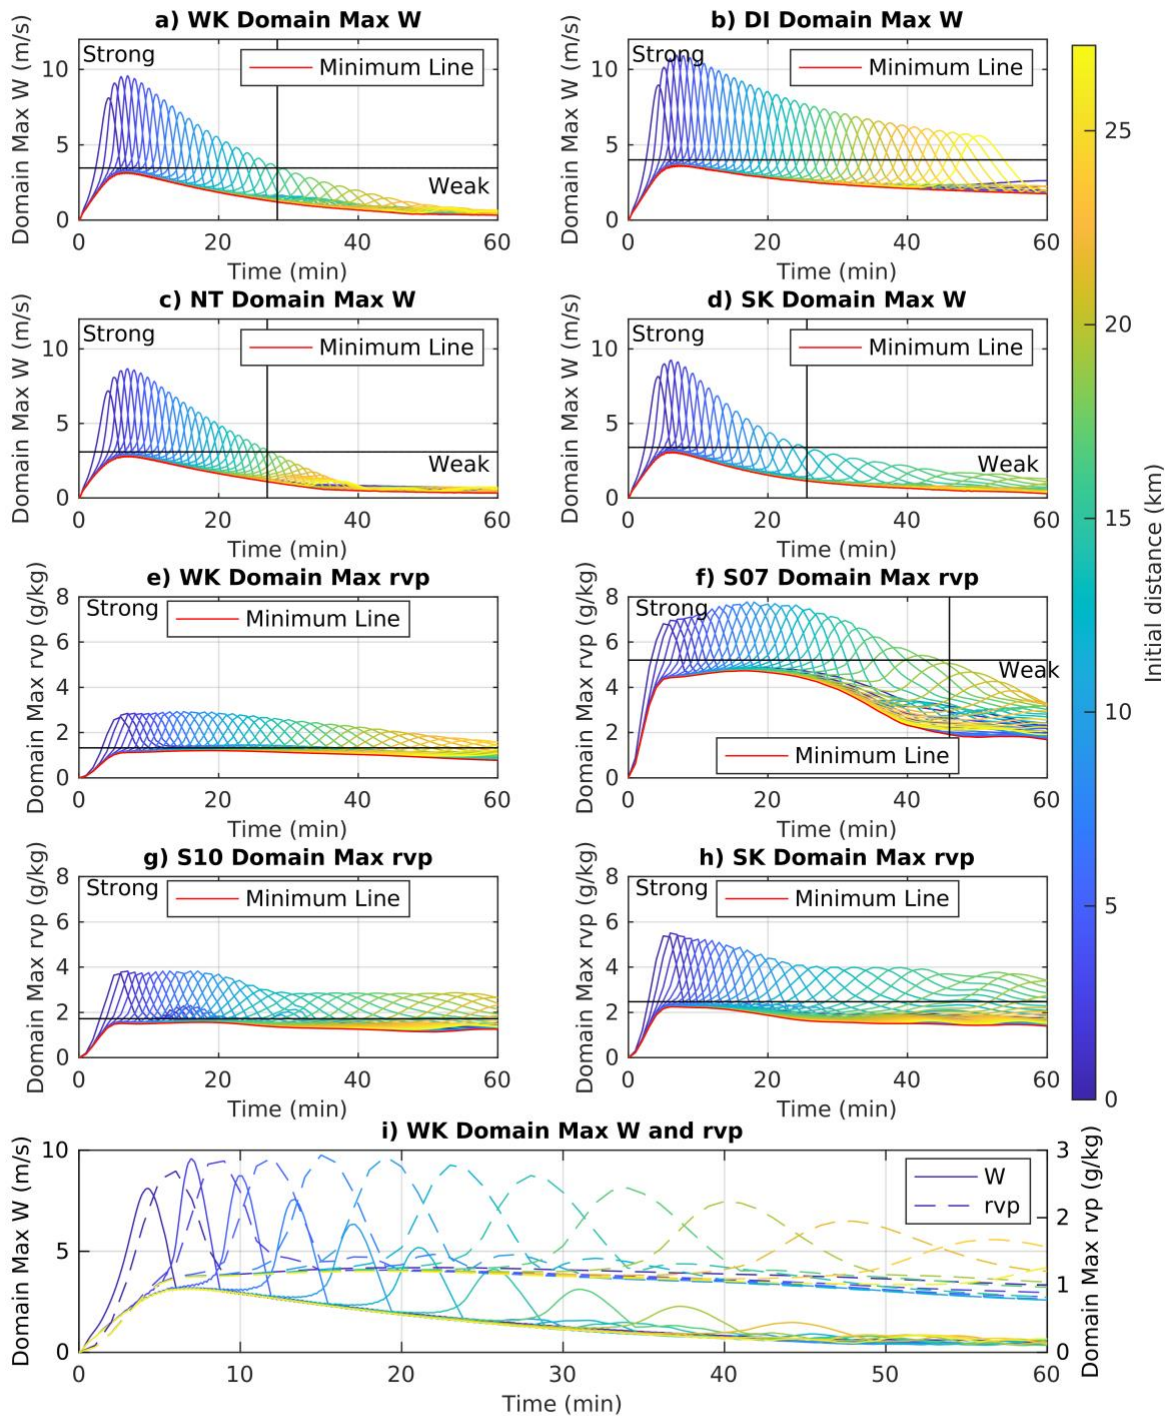 a) WK Domain Max W
Domain Max W (m/s)
Strong
Minimum Line
Weak
10
5
0
0 20 40 60
Time (min)
b) DI Domain Max W
Domain Max W (m/s)
Strong
Minimum Line
10
5
0
0 20 40 60
Time (min)
c) NT Domain Max W
Domain Max W (m/s)
Strong
Minimum Line
Weak
10
5
0
0 20 40 60
Time (min)
d) SK Domain Max W
Domain Max W (m/s)
Strong
Minimum Line
Weak
10
5
0
0 20 40 60
Time (min)
e) WK Domain Max rvp
Domain Max rvp (g/kg)
Strong
Minimum Line
8
6
4
2
0
0 20 40 60
Time (min)
f) S07 Domain Max rvp
Domain Max rvp (g/kg)
Strong
Weak
Minimum Line
8
6
4
2
0
0 20 40 60
Time (min)
g) S10 Domain Max rvp
Domain Max rvp (g/kg)
Strong
Minimum Line
8
6
4
2
0
0 20 40 60
Time (min)
h) SK Domain Max rvp
Domain Max rvp (g/kg)
Strong
Minimum Line
8
6
4
2
0
0 20 40 60
Time (min)
i) WK Domain Max W and rvp
Domain Max W (m/s)
10
5
0
W
rvp
3
2
1
0
Domain Max rvp (g/kg)
0 10 20 30 40 50 60
Time (min)
25
20
15
10
5
0
Initial distance (km)